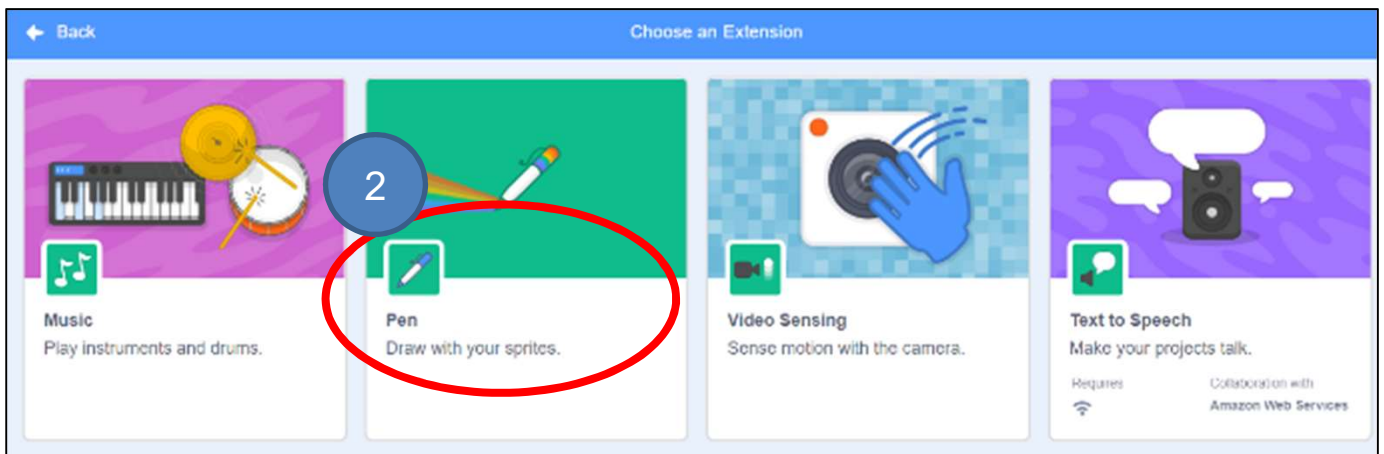 Back
Choose an Extension
2
Music
Play instruments and drums.
Pen
Draw with your sprites.
Video Sensing
Sense motion with the camera.
Text to Speech
Make your projects talk.
Requires
Collaboration with
Amazon Web Services